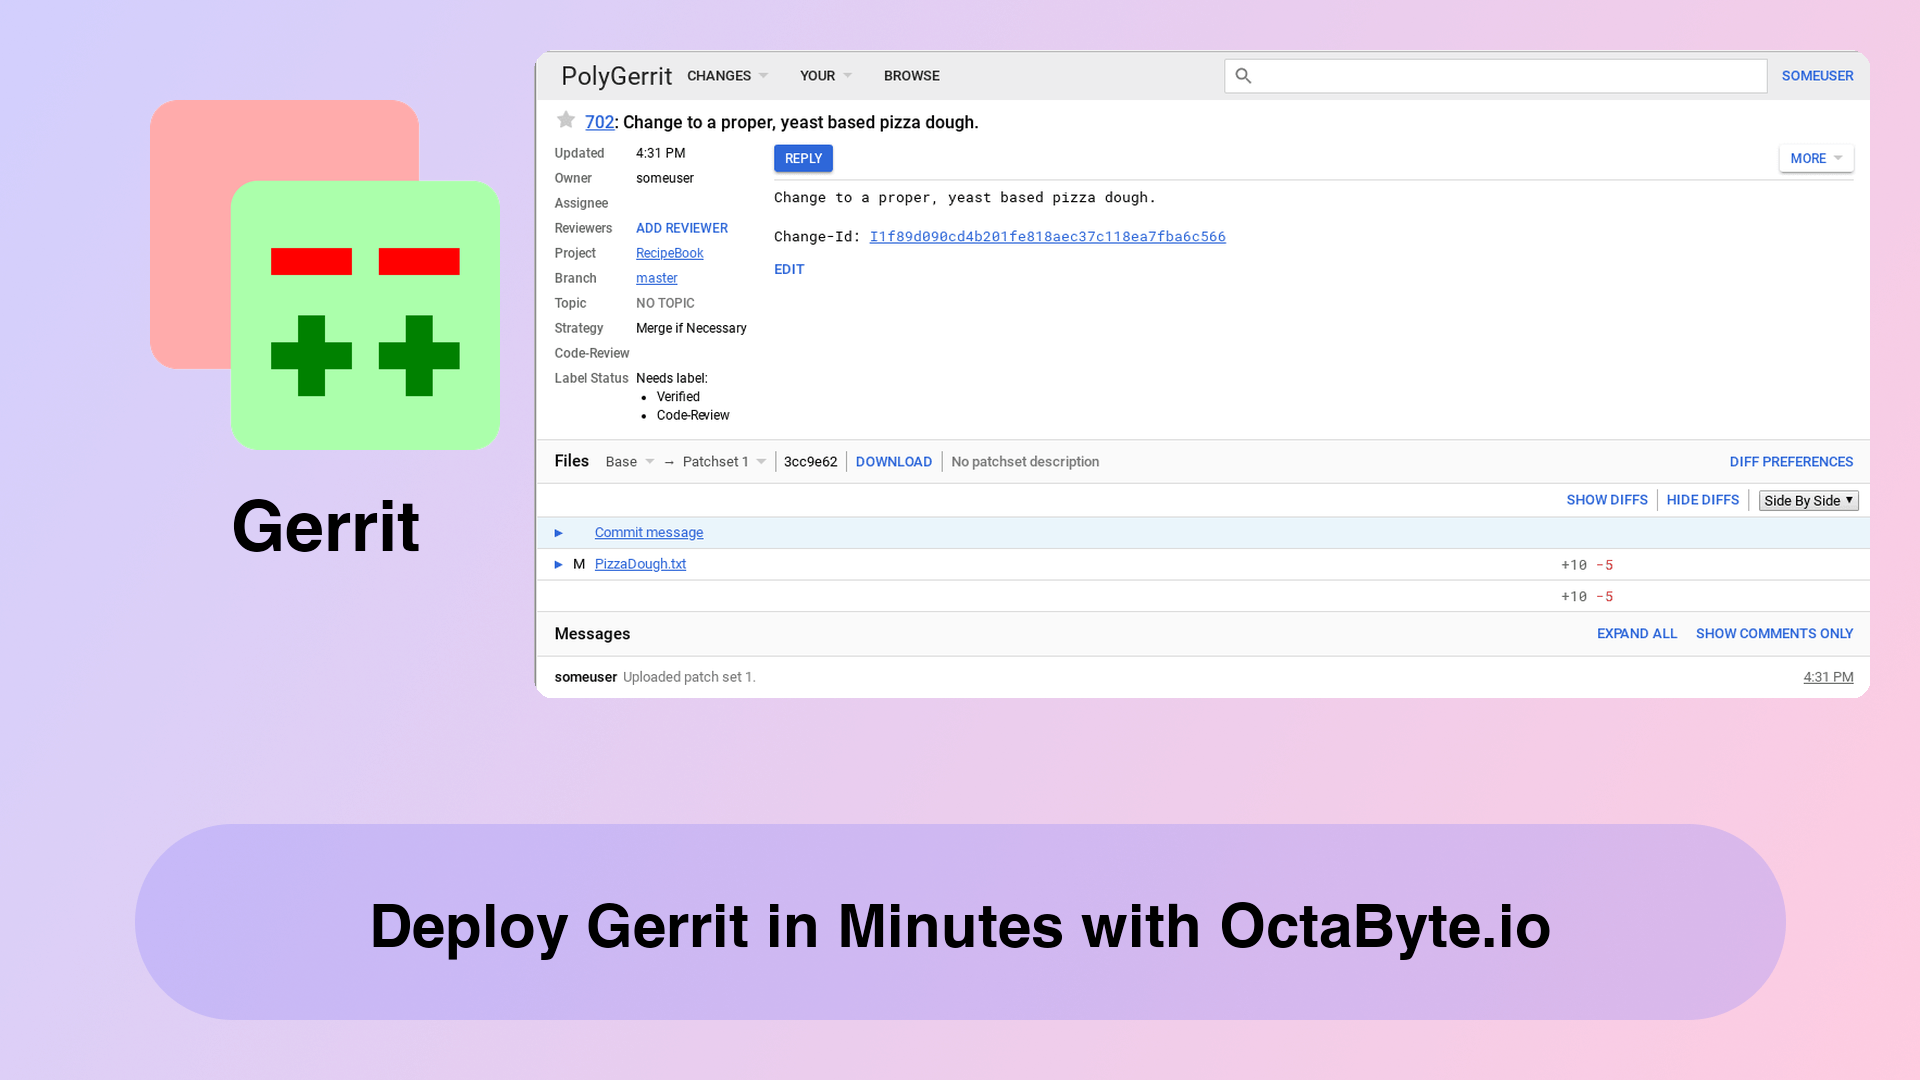 PolyGerrit CHANGES YOUR BROWSE SOMEUSER
702: Change to a proper, yeast based pizza dough.
Updated 4:31 PM REPLY MORE
Owner someuser
Change to a proper, yeast based pizza dough.
Assignee
Reviewers ADD REVIEWER
Change-Id: I1f89d090cd4b201fe818aec37c118ea7fba6c566
Project RecipeBook
EDIT
Branch master
Topic NO TOPIC
Strategy Merge if Necessary
Code-Review
Label Status Needs label:
• Verified
• Code-Review
Files Base → Patchset 1 3cc9e62 DOWNLOAD No patchset description DIFF PREFERENCES
SHOW DIFFS HIDE DIFFS Side By Side
Commit message
M PizzaDough.txt +10 -5
+10 -5
Messages EXPAND ALL SHOW COMMENTS ONLY
someuser Uploaded patch set 1. 4:31 PM
Gerrit
Deploy Gerrit in Minutes with OctaByte.io